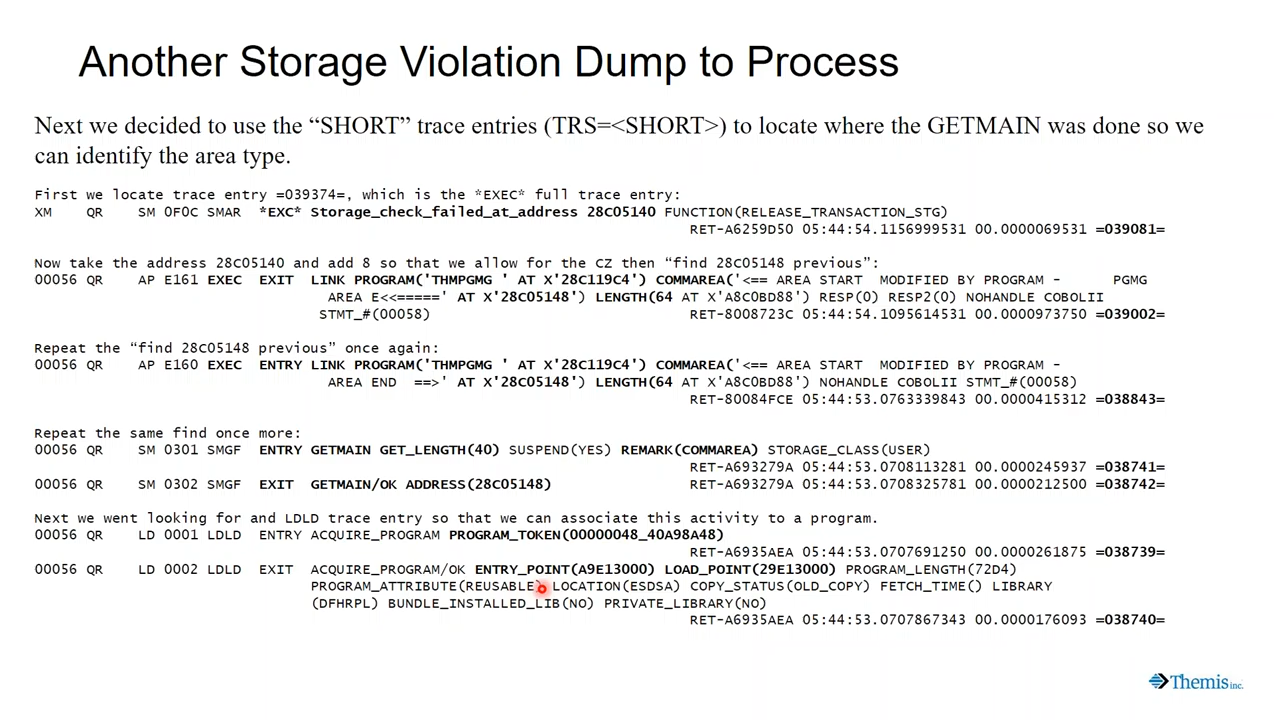 Another Storage Violation Dump to Process
Next we decided to use the “SHORT” trace entries (TRS=<SHORT>) to locate where the GETMAIN was done so we
can identify the area type.
First we locate trace entry =039374=, which is the *EXEC* full trace entry:
XM QR SM 0F0C SMAR *EXC* Storage_check_failed_at_address 28C05140 FUNCTION(RELEASE_TRANSACTION_STG)
RET-A6259D50 05:44:54.1156999531 00.0000069531 =039081=
Now take the address 28C05140 and add 8 so that we allow for the CZ then “find 28C05148 previous”:
00056 QR AP E161 EXEC EXIT LINK PROGRAM('THMPGMG ' AT X'28C119C4') COMMAREA('<== AREA START MODIFIED BY PROGRAM - PGMG
AREA E<<=====' AT X'28C05148') LENGTH(64 AT X'A8C0BD88') RESP(0) RESP2(0) NOHANDLE COBOLII
STMT_#(00058) RET-8008723C 05:44:54.1095614531 00.0000973750 =039002=
Repeat the “find 28C05148 previous” once again:
00056 QR AP E160 EXEC ENTRY LINK PROGRAM('THMPGMG ' AT X'28C119C4') COMMAREA('<== AREA START MODIFIED BY PROGRAM -
AREA END ==>' AT X'28C05148') LENGTH(64 AT X'A8C0BD88') NOHANDLE COBOLII STMT_#(00058)
RET-80084FCE 05:44:53.0763339843 00.0000415312 =038843=
Repeat the same find once more:
00056 QR SM 0301 SMGF ENTRY GETMAIN GET_LENGTH(40) SUSPEND(YES) REMARK(COMMAREA) STORAGE_CLASS(USER)
RET-A693279A 05:44:53.0708113281 00.0000245937 =038741=
00056 QR SM 0302 SMGF EXIT GETMAIN/OK ADDRESS(28C05148) RET-A693279A 05:44:53.0708325781 00.0000212500 =038742=
Next we went looking for and LDLD trace entry so that we can associate this activity to a program.
00056 QR LD 0001 LDLD ENTRY ACQUIRE_PROGRAM PROGRAM_TOKEN(00000048_40A98A48)
RET-A6935AEA 05:44:53.0707691250 00.0000261875 =038739=
00056 QR LD 0002 LDLD EXIT ACQUIRE_PROGRAM/OK ENTRY_POINT(A9E13000) LOAD_POINT(29E13000) PROGRAM_LENGTH(72D4)
PROGRAM_ATTRIBUTE(REUSABLE) LOCATION(ESDSA) COPY_STATUS(OLD_COPY) FETCH_TIME() LIBRARY
(DFHRPL) BUNDLE_INSTALLED_LIB(NO) PRIVATE_LIBRARY(NO)
RET-A6935AEA 05:44:53.0707867343 00.0000176093 =038740=
Themis inc.